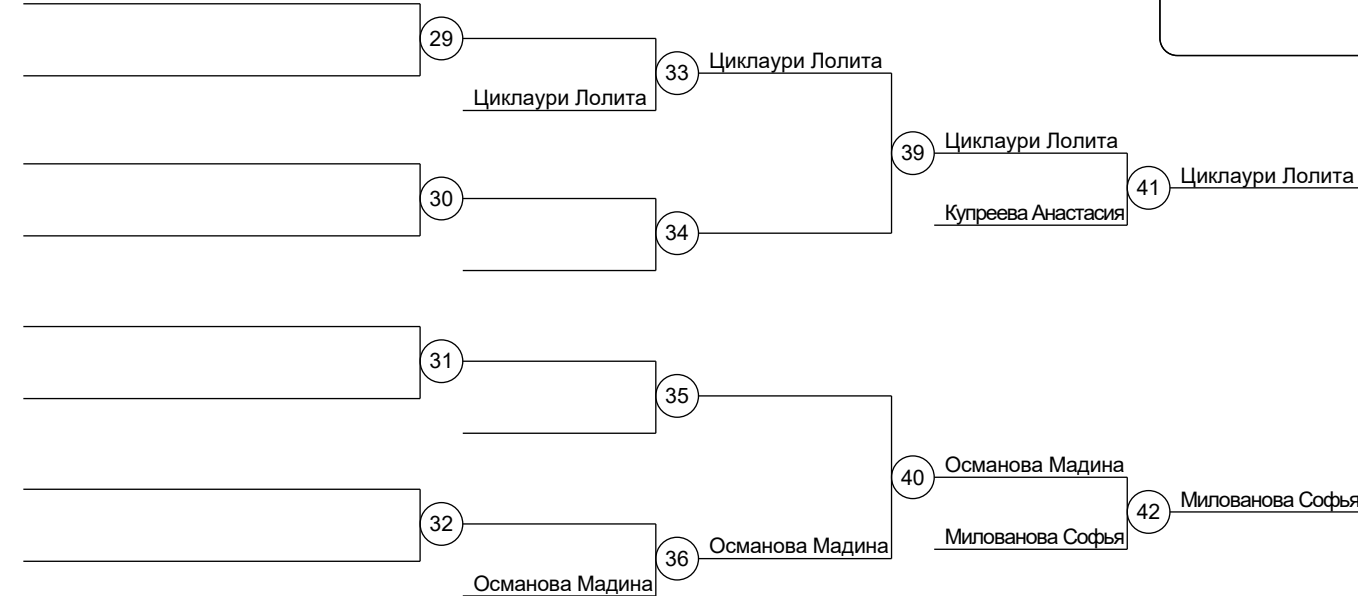 29
33
Циклаури Лолита
Циклаури Лолита
39
Циклаури Лолита
41
Циклаури Лолита
30
34
Купреева Анастасия
31
35
40
Османова Мадина
42
Милованова Софья
32
36
Османова Мадина
Милованова Софья
Османова Мадина